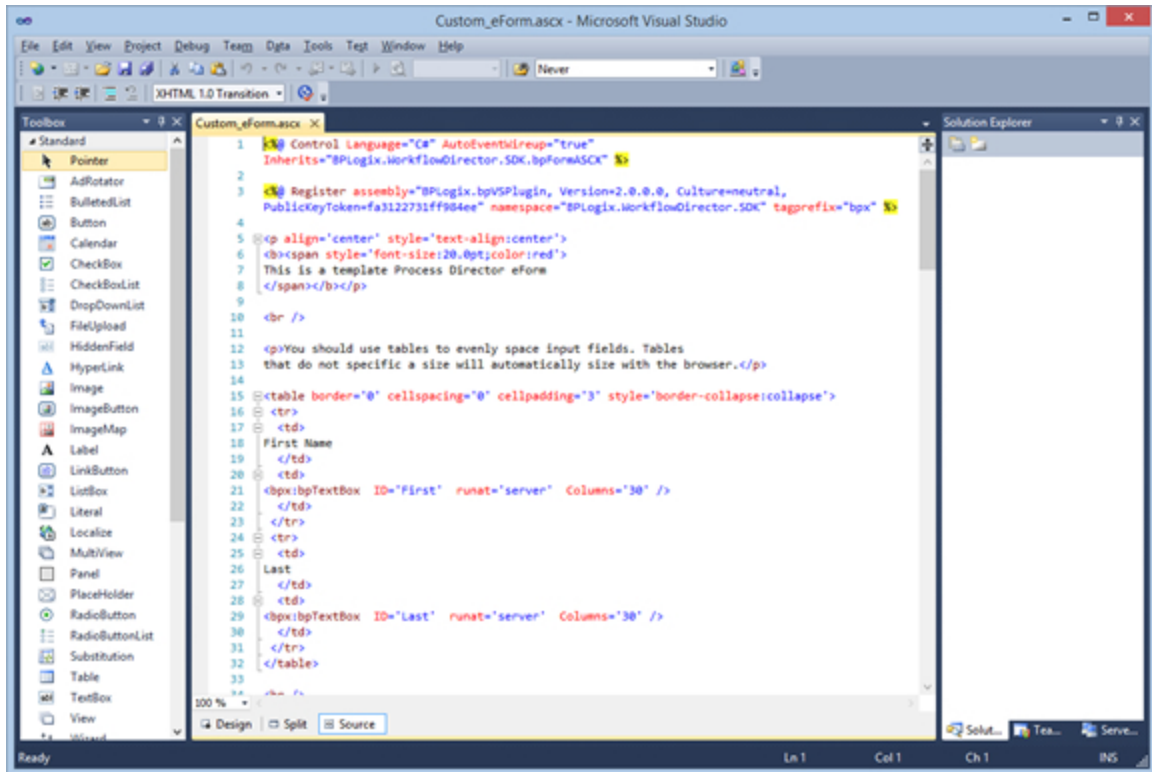 Custom_eForm.ascx - Microsoft Visual Studio
File Edit View Project Debug Team Data Tools Test Window Help
Never
XHTML 1.0 Transition
Toolbox
Custom_eForm.ascx
Solution Explorer
Standard
Pointer
AdRotator
BulletedList
Button
Calendar
CheckBox
CheckBoxList
DropDownList
FileUpload
HiddenField
HyperLink
Image
ImageButton
ImageMap
Label
LinkButton
ListBox
Literal
Localize
MultiView
Panel
PlaceHolder
RadioButton
RadioButtonList
Substitution
Table
TextBox
View
Wizard
1 <%@ Control Language="C#" AutoEventWireup="true"
Inherits="BPLogix.WorkflowDirector.SDK.bpFormASCX" %>
2
3 <%@ Register assembly="BPLogix.bpVSPlugin, Version=2.0.0.0, Culture=neutral,
PublicKeyToken=fa3122731ff984ee" namespace="BPLogix.WorkflowDirector.SDK" tagprefix="bpx" %>
4
5 <p align='center' style='text-align:center'>
6 <b><span style='font-size:20.0pt;color:red'>
7 This is a template Process Director eForm
8 </span></b></p>
9
10 <br />
11
12 <p>You should use tables to evenly space input fields. Tables
13 that do not specific a size will automatically size with the browser.</p>
14
15 <table border='0' cellspacing='0' cellpadding='3' style='border-collapse:collapse'>
16 <tr>
17 <td>
18 First Name
19 </td>
20 <td>
21 <bpx:bpTextBox ID='First' runat='server' Columns='30' />
22 </td>
23 </tr>
24 <tr>
25 <td>
26 Last
27 </td>
28 <td>
29 <bpx:bpTextBox ID='Last' runat='server' Columns='30' />
30 </td>
31 </tr>
32 </table>
33
34 <br />
100 %
Design Split Source
Solut... Tea... Serve...
Ready Ln 1 Col 1 Ch 1 INS